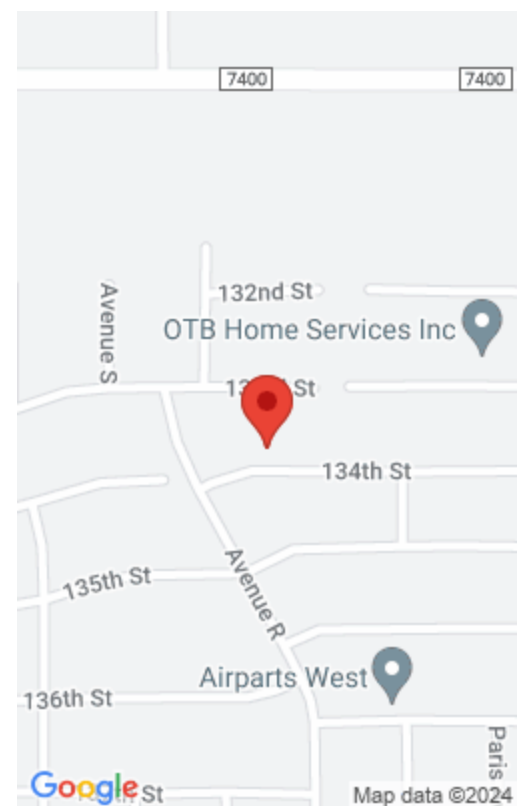 7400
7400
132nd St
Avenue S
OTB Home Services Inc
St
134th St
Avenue R
135th St
Airparts West
136th St
Paris
Google
St
Map data ©2024